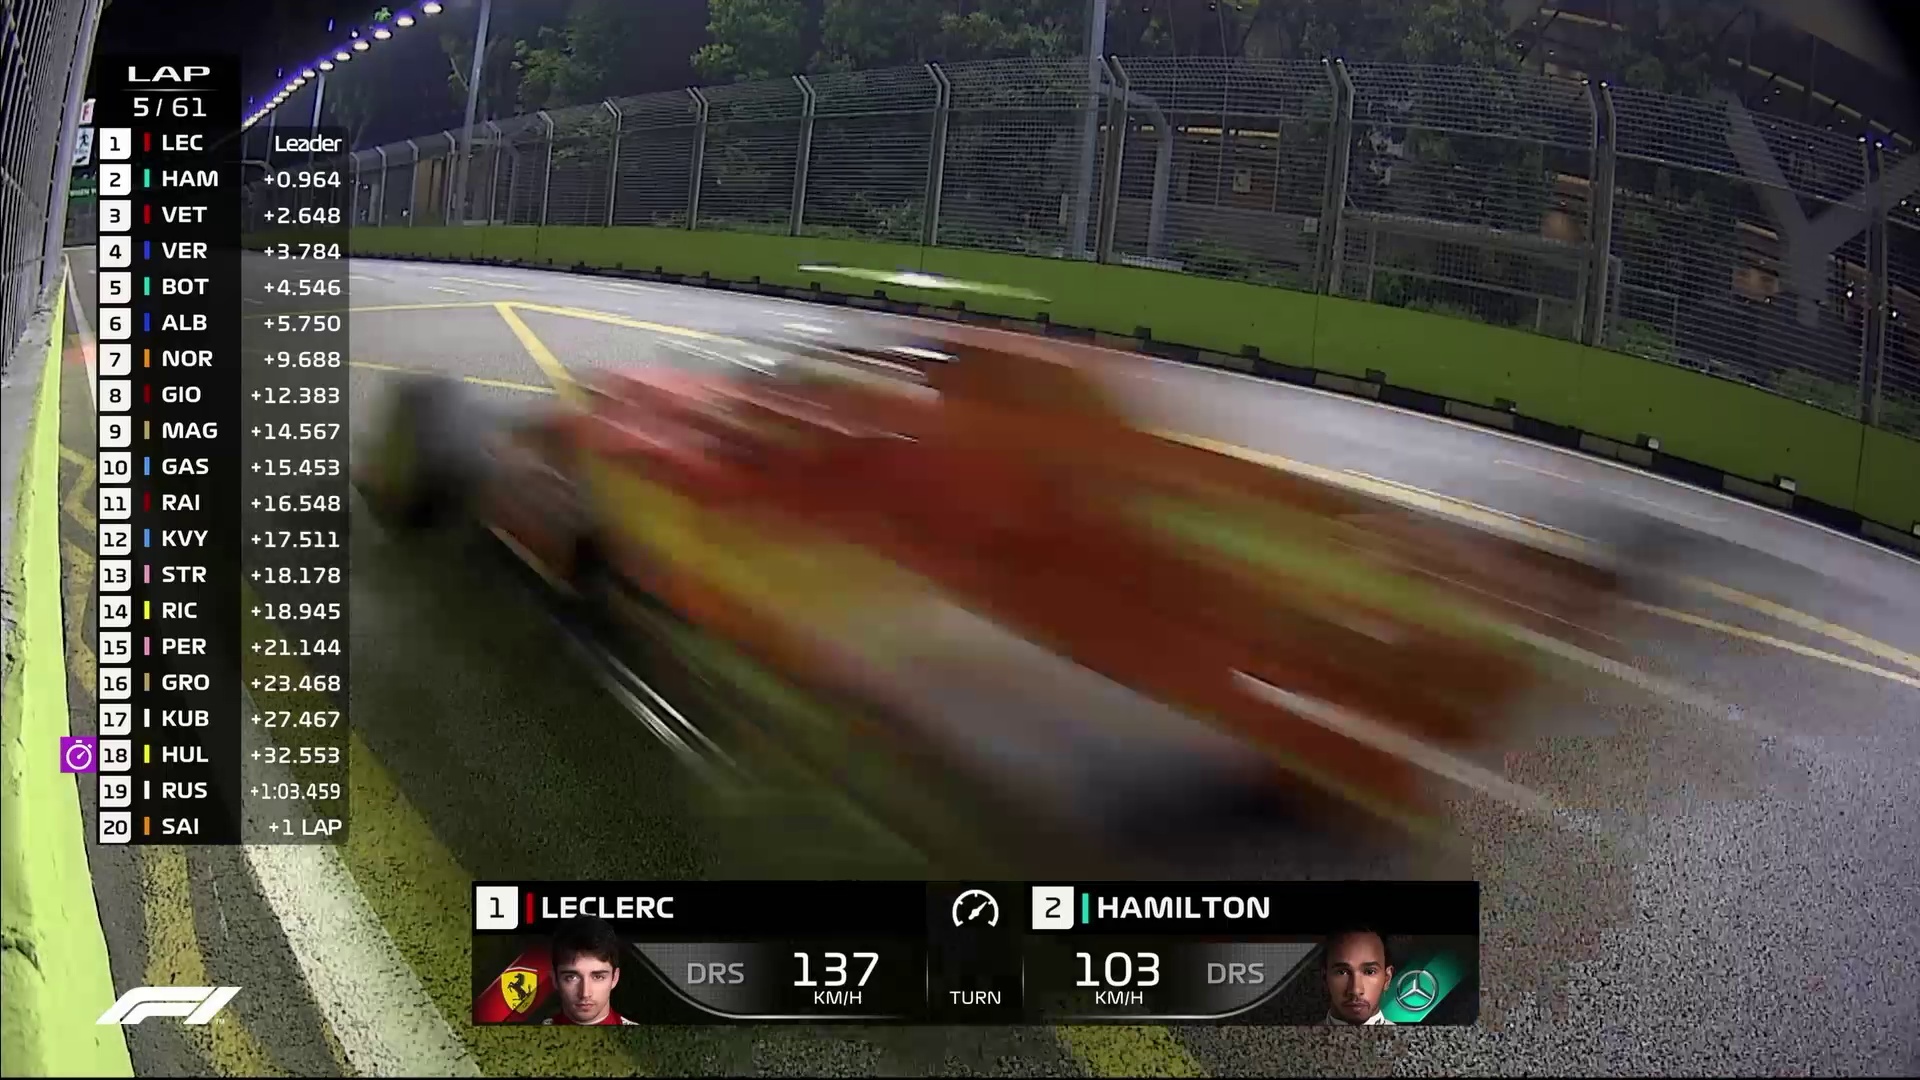 LAP
5/61
1 LEC Leader
2 HAM +0.964
3 VET +2.648
4 VER +3.784
5 BOT +4.546
6 ALB +5.750
7 NOR +9.688
8 GIO +12.383
9 MAG +14.567
10 GAS +15.453
11 RAI +16.548
12 KVY +17.511
13 STR +18.178
14 RIC +18.945
15 PER +21.144
16 GRO +23.468
17 KUB +27.467
18 HUL +32.553
19 RUS +1:03.459
20 SAI +1 LAP
1 LECLERC 2 HAMILTON
DRS 137 103 DRS
KM/H TURN KM/H
F1